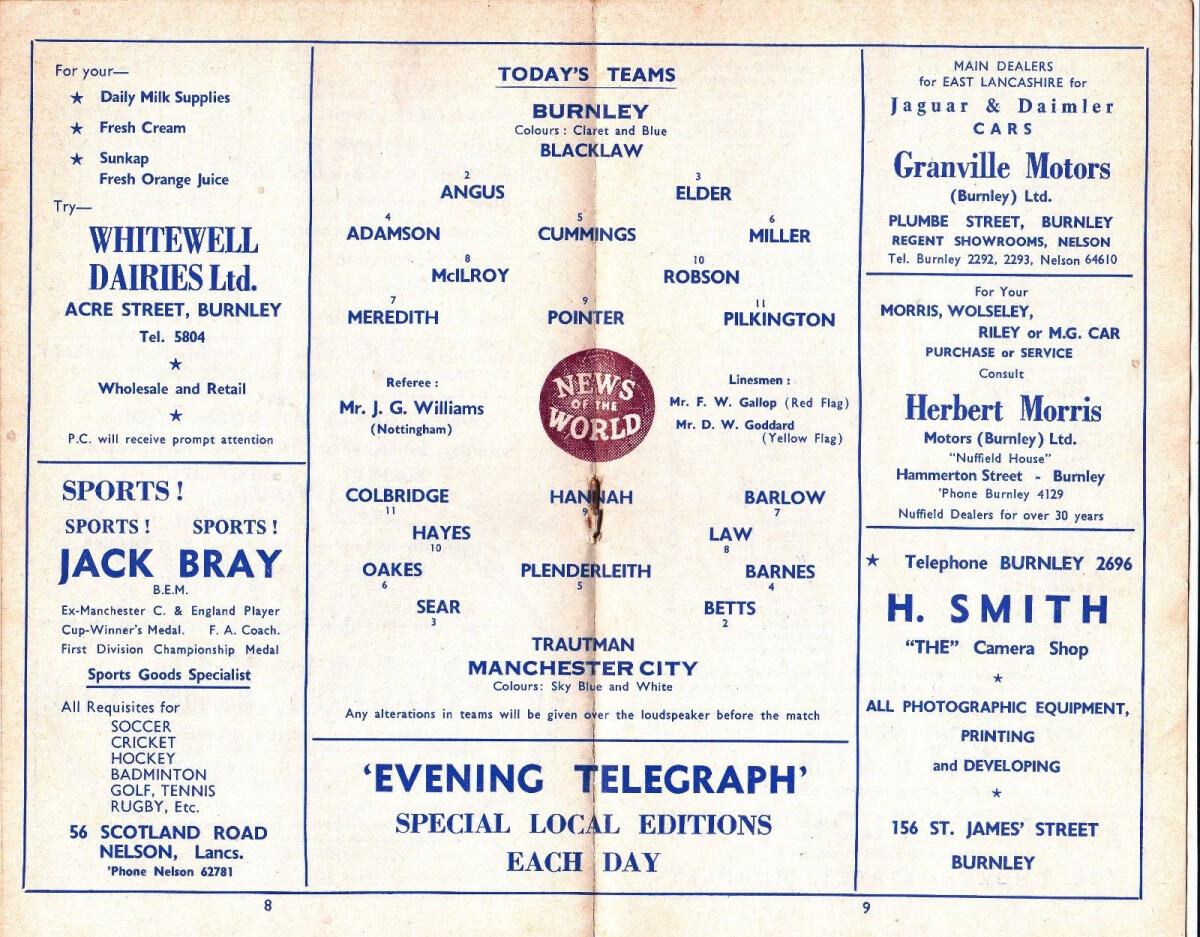 For your—
★ Daily Milk Supplies
★ Fresh Cream
★ Sunkap
Fresh Orange Juice
Try—
WHITEWELL
DAIRIES Ltd.
ACRE STREET, BURNLEY
Tel. 5804
★
Wholesale and Retail
★
P.C. will receive prompt attention
SPORTS !
SPORTS ! SPORTS !
JACK BRAY
B.E.M.
Ex-Manchester C. & England Player
Cup-Winner's Medal. F. A. Coach.
First Division Championship Medal
Sports Goods Specialist
All Requisites for
SOCCER
CRICKET
HOCKEY
BADMINTON
GOLF, TENNIS
RUGBY, Etc.
56 SCOTLAND ROAD
NELSON, Lancs.
'Phone Nelson 62781
8
TODAY'S TEAMS
BURNLEY
Colours : Claret and Blue
BLACKLAW
2 3
ANGUS ELDER
4 5 6
ADAMSON CUMMINGS MILLER
8 10
McILROY ROBSON
7 9 11
MEREDITH POINTER PILKINGTON
Referee :
Mr. J. G. Williams
(Nottingham)
NEWS
OF THE
WORLD
Linesmen :
Mr. F. W. Gallop (Red Flag)
Mr. D. W. Goddard
(Yellow Flag)
COLBRIDGE HANNAH BARLOW
11 9 7
HAYES LAW
10 8
OAKES PLENDERLEITH BARNES
6 5 4
SEAR BETTS
3 2
TRAUTMAN
MANCHESTER CITY
Colours: Sky Blue and White
Any alterations in teams will be given over the loudspeaker before the match
'EVENING TELEGRAPH'
SPECIAL LOCAL EDITIONS
EACH DAY
MAIN DEALERS
for EAST LANCASHIRE for
Jaguar & Daimler
CARS
Granville Motors
(Burnley) Ltd.
PLUMBE STREET, BURNLEY
REGENT SHOWROOMS, NELSON
Tel. Burnley 2292, 2293, Nelson 64610
For Your
MORRIS, WOLSELEY,
RILEY or M.G. CAR
PURCHASE or SERVICE
Consult
Herbert Morris
Motors (Burnley) Ltd.
"Nuffield House"
Hammerton Street - Burnley
'Phone Burnley 4129
Nuffield Dealers for over 30 years
★ Telephone BURNLEY 2696
H. SMITH
"THE" Camera Shop
★
ALL PHOTOGRAPHIC EQUIPMENT,
PRINTING
and DEVELOPING
★
156 ST. JAMES' STREET
BURNLEY
9